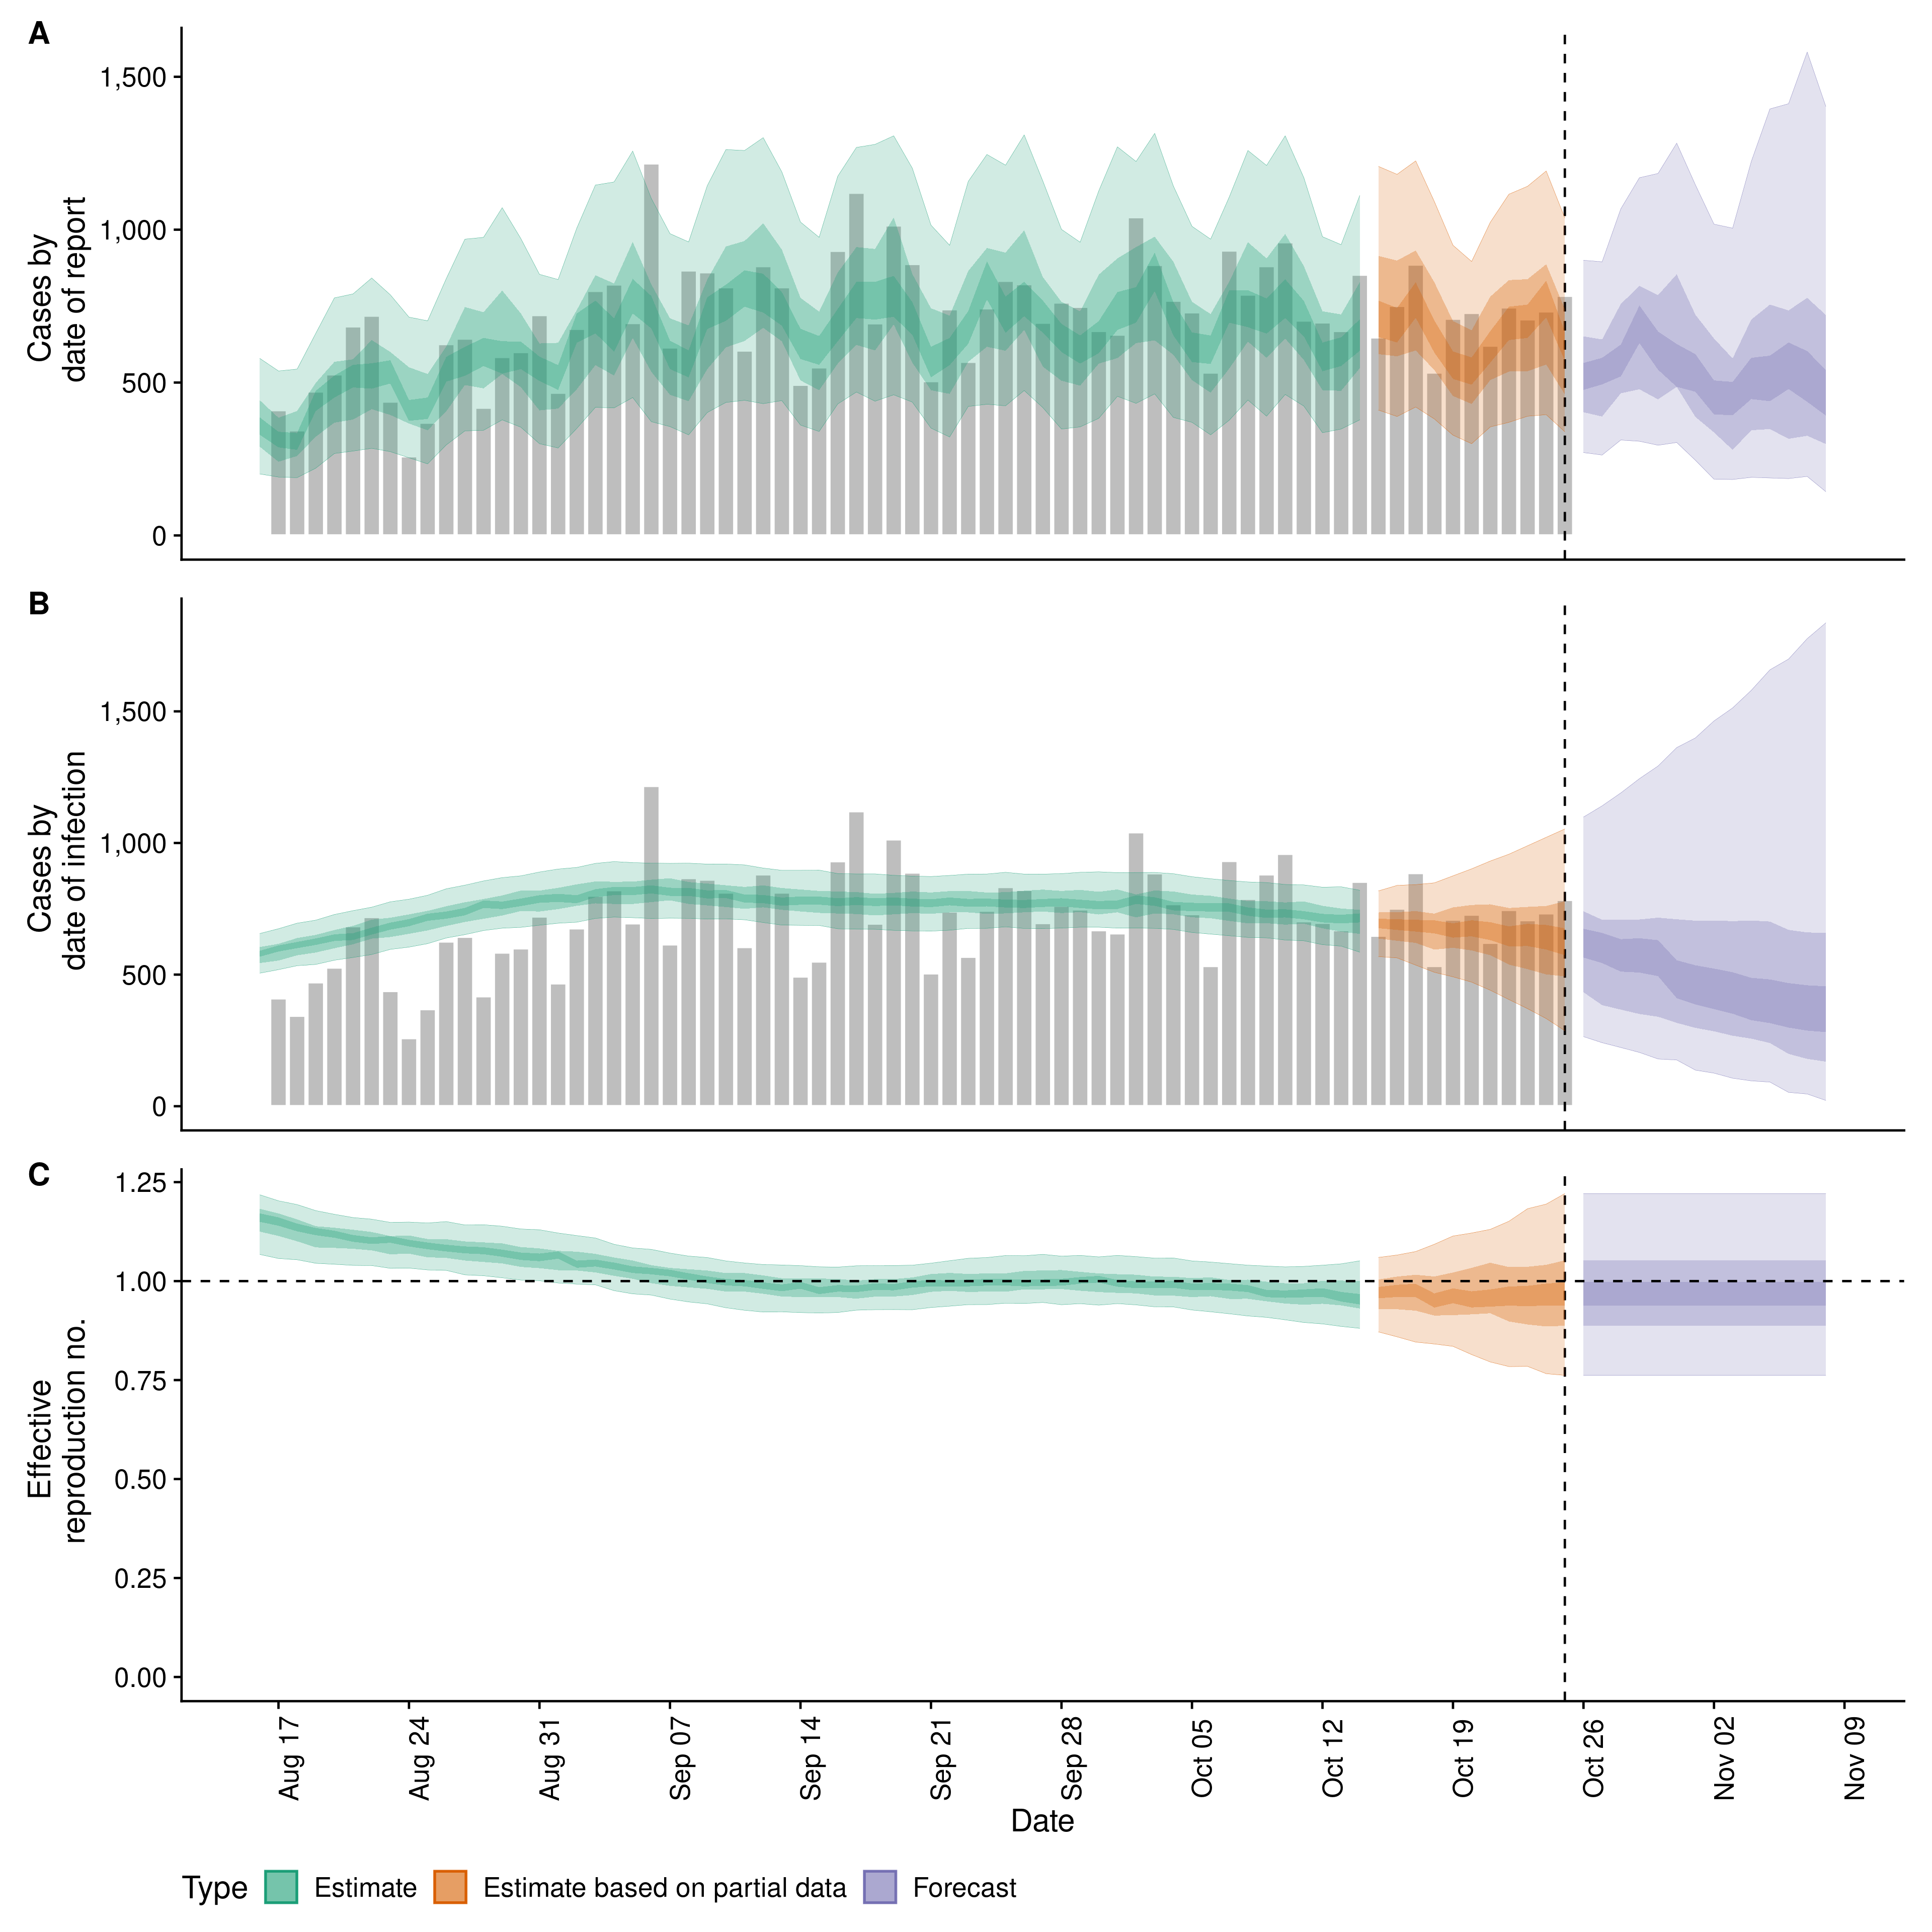 A
Cases by
date of report
1,500
1,000
500
0
B
Cases by
date of infection
1,500
1,000
500
0
C
Effective
reproduction no.
1.25
1.00
0.75
0.50
0.25
0.00
Aug 17
Aug 24
Aug 31
Sep 07
Sep 14
Sep 21
Sep 28
Oct 05
Oct 12
Oct 19
Oct 26
Nov 02
Nov 09
Date
Type Estimate Estimate based on partial data Forecast